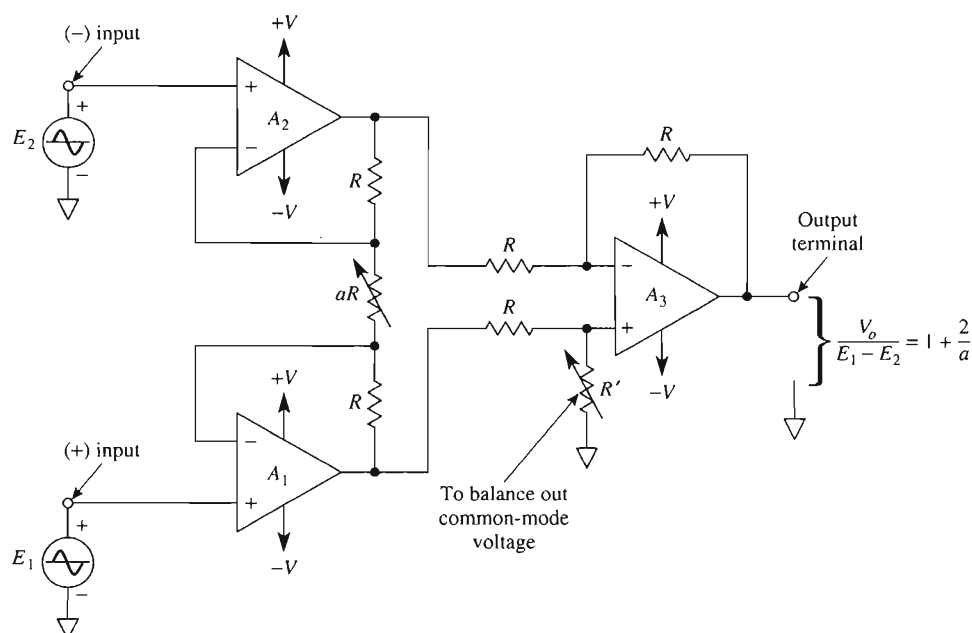 (−) input
+V
+
E₂
−
+
A₂
−
−V
R
aR
R
+V
−
A₁
+
−V
(+) input
+
E₁
−
R
R
R
+V
−
A₃
+
−V
R′
To balance out
common-mode
voltage
Output
terminal
Vₒ / (E₁ − E₂) = 1 + 2/a